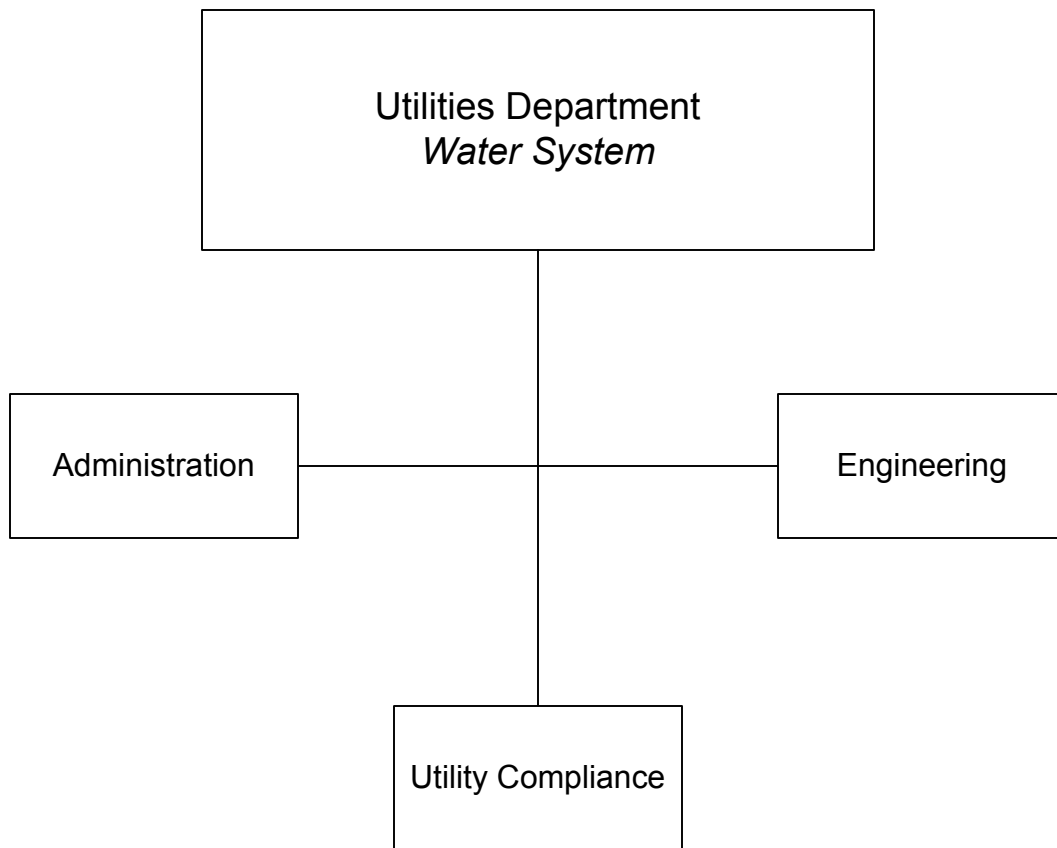 Utilities Department
Water System
Administration
Engineering
Utility Compliance